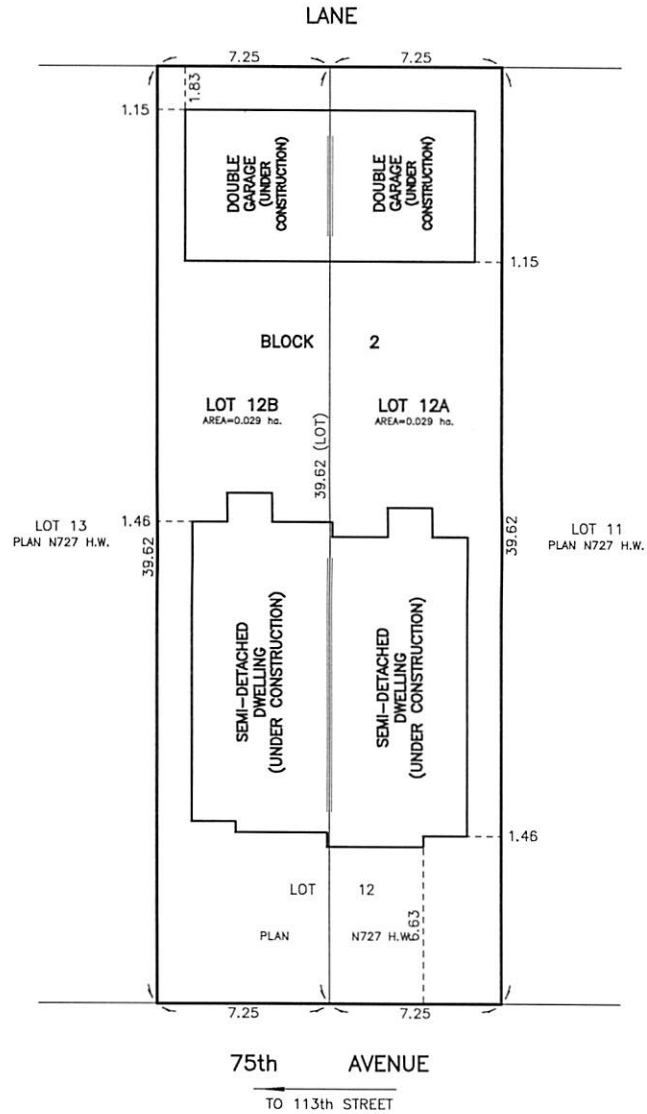 LANE
7.25
7.25
1.83
1.15
DOUBLE
GARAGE
(UNDER
CONSTRUCTION)
DOUBLE
GARAGE
(UNDER
CONSTRUCTION)
1.15
BLOCK 2
LOT 12B
AREA=0.029 ha.
LOT 12A
AREA=0.029 ha.
39.62 (LOT)
LOT 13
PLAN N727 H.W.
1.46
39.62
39.62
LOT 11
PLAN N727 H.W.
SEMI-DETACHED
DWELLING
(UNDER CONSTRUCTION)
SEMI-DETACHED
DWELLING
(UNDER CONSTRUCTION)
1.46
LOT 12
PLAN N727 H.W.
6.63
7.25
7.25
75th AVENUE
TO 113th STREET